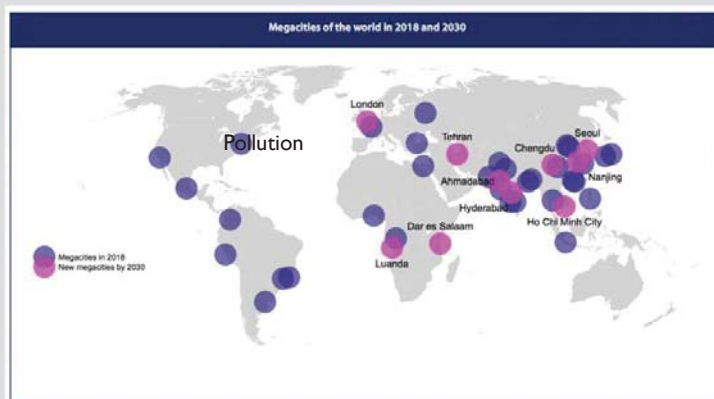 Megacities of the world in 2018 and 2030
London
Pollution
Tehran
Seoul
Chengdu
Ahmadabad
Nanjing
Hyderabad
Ho Chi Minh City
Dar es Salaam
Luanda
Megacities in 2018
New megacities by 2030